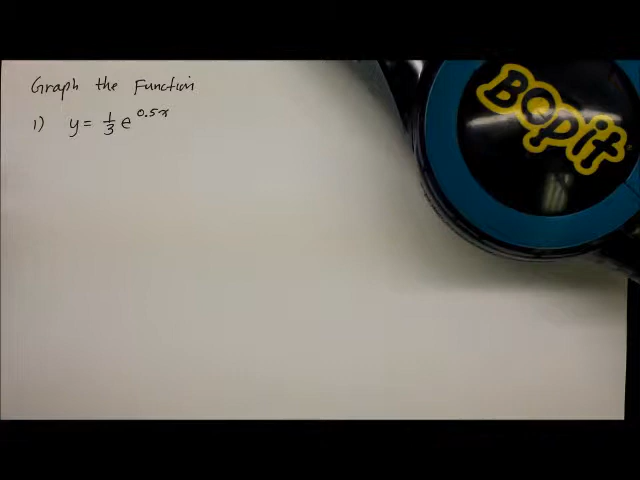 Graph the Function
1) y = 1/3 e^0.5x
Bop it